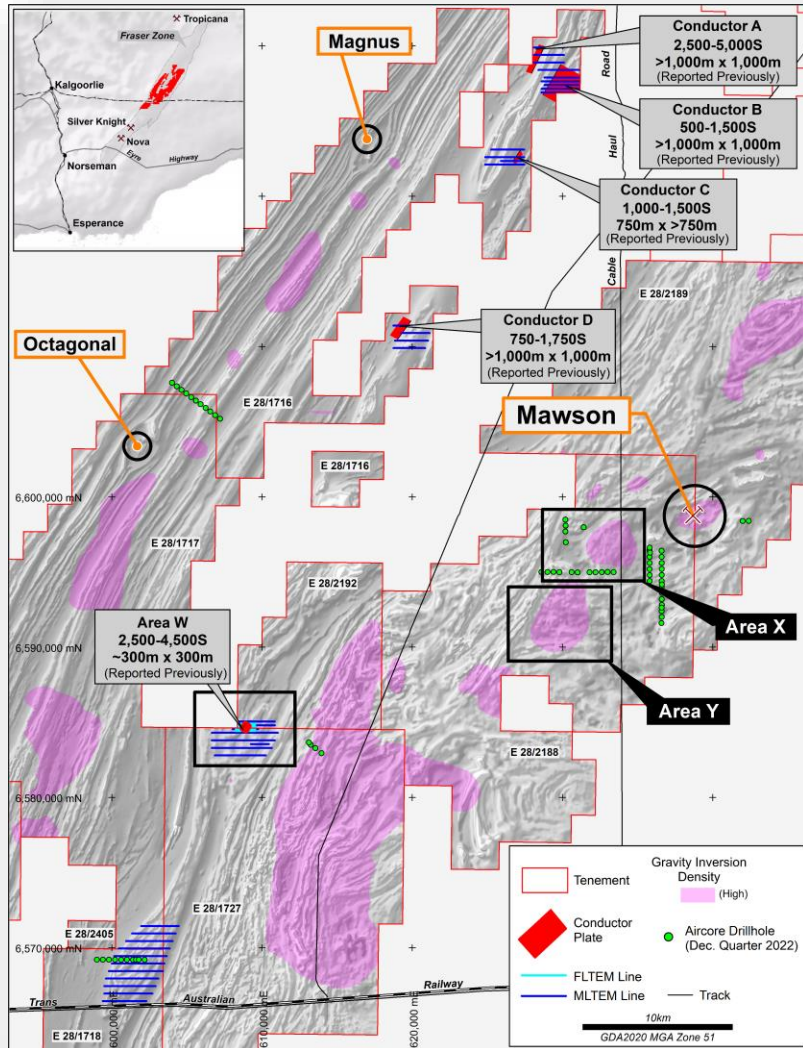 Tropicana
Fraser Zone
Kalgoorlie
Silver Knight
Nova
Eyre
Highway
Norseman
Esperance
Magnus
Conductor A
2,500-5,000S
>1,000m x 1,000m
(Reported Previously)
Road
Conductor B
500-1,500S
>1,000m x 1,000m
(Reported Previously)
Haul
Conductor C
1,000-1,500S
750m x >750m
(Reported Previously)
Cable
E 28/2189
Conductor D
750-1,750S
>1,000m x 1,000m
(Reported Previously)
Octagonal
E 28/1716
Mawson
E 28/1716
6,600,000 mN
E 28/1717
E 28/2192
Area W
2,500-4,500S
~300m x 300m
(Reported Previously)
6,590,000 mN
Area X
Area Y
E 28/2188
6,580,000 mN
E 28/1727
E 28/2405
6,570,000 mN
Trans
Australian
Railway
E 28/1718
600,000 mE
610,000 mE
620,000 mE
Tenement
Gravity Inversion
Density
(High)
Conductor
Plate
Aircore Drillhole
(Dec. Quarter 2022)
FLTEM Line
MLTEM Line
Track
10km
GDA2020 MGA Zone 51